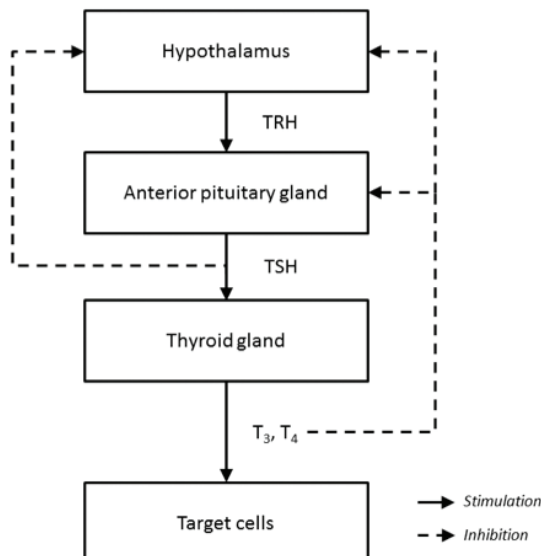 Hypothalamus
TRH
Anterior pituitary gland
TSH
Thyroid gland
T₃, T₄
Target cells
Stimulation
Inhibition